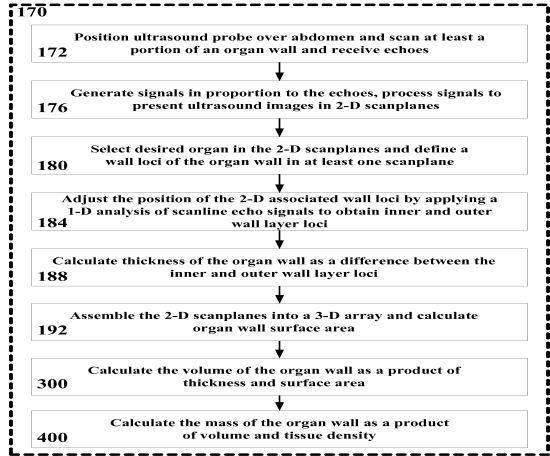 170
Position ultrasound probe over abdomen and scan at least a
portion of an organ wall and receive echoes
172
Generate signals in proportion to the echoes, process signals to
present ultrasound images in 2-D scanplanes
176
Select desired organ in the 2-D scanplanes and define a
wall loci of the organ wall in at least one scanplane
180
Adjust the position of the 2-D associated wall loci by applying a
1-D analysis of scanline echo signals to obtain inner and outer
wall layer loci
184
Calculate thickness of the organ wall as a difference between the
inner and outer wall layer loci
188
Assemble the 2-D scanplanes into a 3-D array and calculate
organ wall surface area
192
Calculate the volume of the organ wall as a product of
thickness and surface area
300
Calculate the mass of the organ wall as a product
of volume and tissue density
400